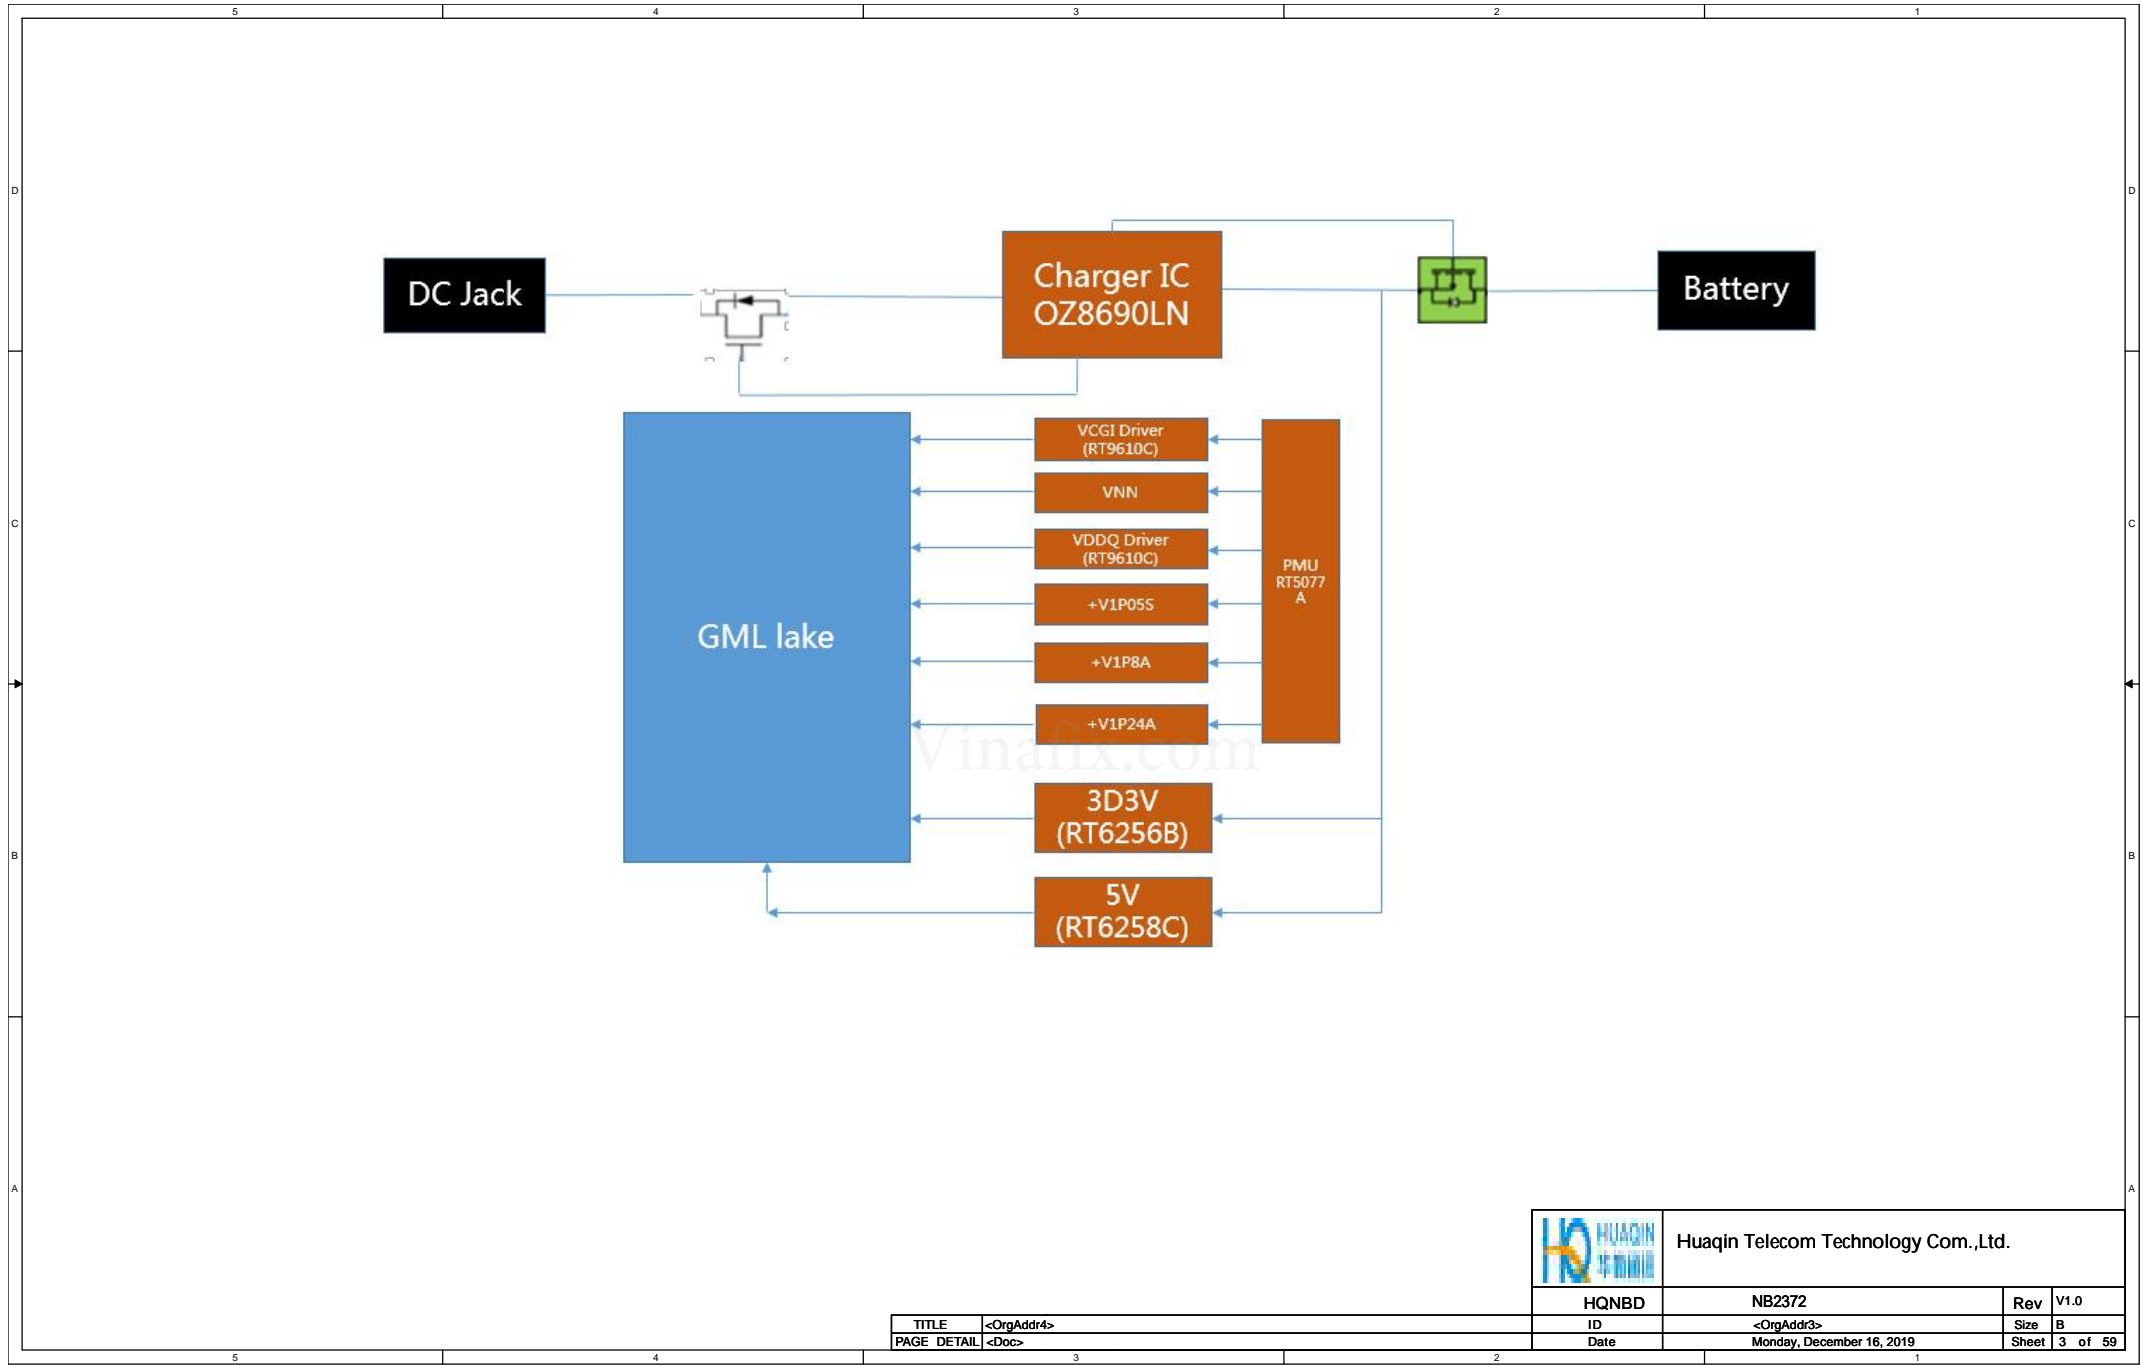 5 4 3 2 1
D D
DC Jack
Charger IC
OZ8690LN
Battery
VCGI Driver
(RT9610C)
VNN
VDDQ Driver
(RT9610C)
C C
PMU
RT5077
A
+V1P05S
GML lake
+V1P8A
+V1P24A
Vinafix.com
3D3V
(RT6256B)
B B
5V
(RT6258C)
A A
HUAQIN
Huaqin Telecom Technology Com.,Ltd.
HQNBD NB2372 Rev V1.0
TITLE <OrgAddr4> ID <OrgAddr3> Size B
PAGE DETAIL <Doc> Date Monday, December 16, 2019 Sheet 3 of 59
5 4 3 2 1